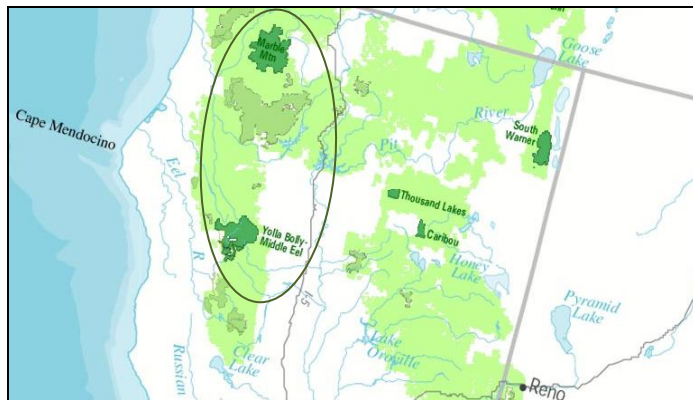 Marble
Mtn
Goose
Lake
Cape Mendocino
River
South
Warner
Eel
Pit
Thousand Lakes
Yolla Bolly-
Middle Eel
Caribou
R
Honey
Lake
I-5
Pyramid
Lake
Russian
Clear
Lake
Lake
Oroville
Reno